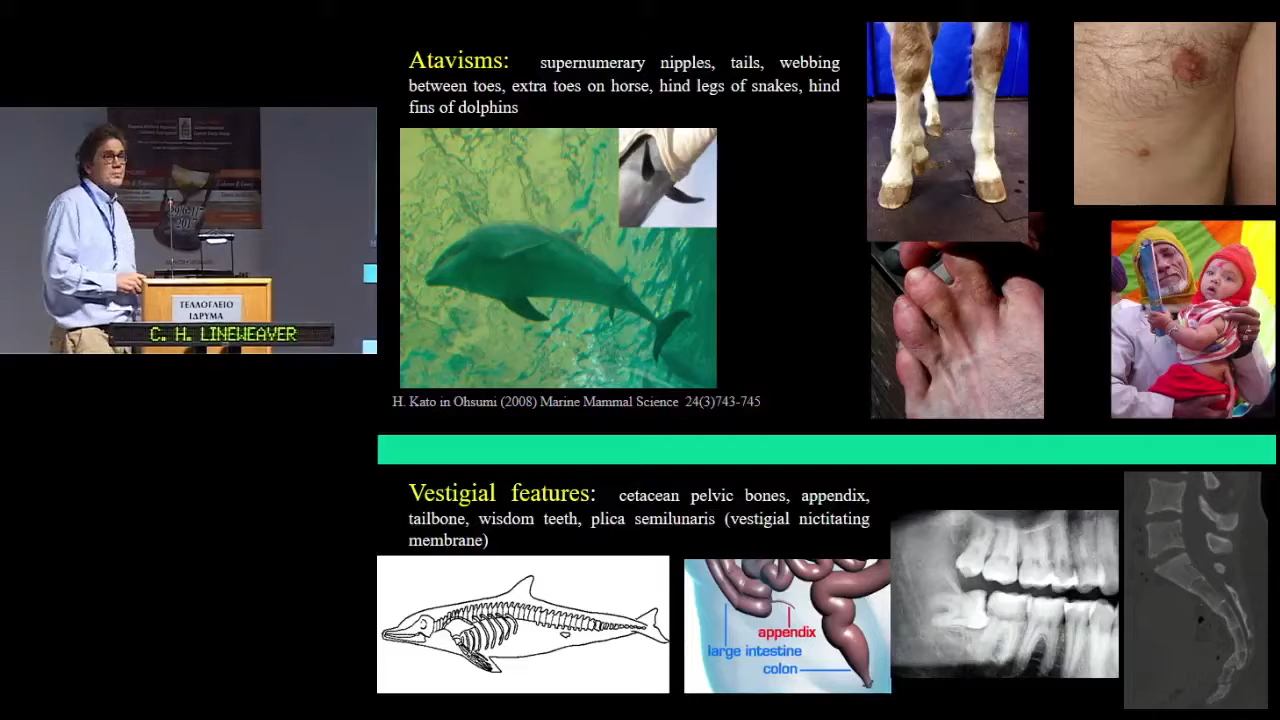 Atavisms: supernumerary nipples, tails, webbing
between toes, extra toes on horse, hind legs of snakes, hind
fins of dolphins
H. Kato in Ohsumi (2008) Marine Mammal Science 24(3)743-745
ΤΕΛΛΟΓΛΕΙΟ
ΙΔΡΥΜΑ
C. H. LINEWEAVER
Vestigial features: cetacean pelvic bones, appendix,
tailbone, wisdom teeth, plica semilunaris (vestigial nictitating
membrane)
appendix
large intestine
colon